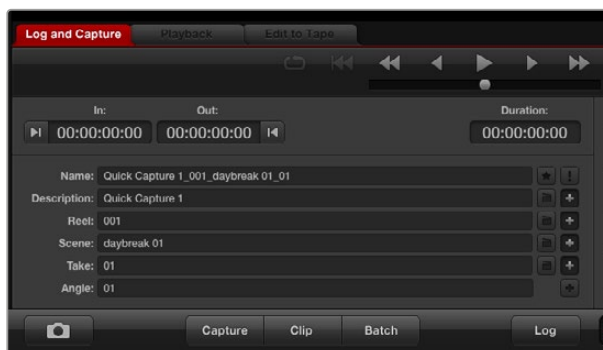 Log and Capture Playback Edit to Tape
In: Out: Duration:
00:00:00:00 00:00:00:00 00:00:00:00
Name: Quick Capture 1_001_daybreak 01_01
Description: Quick Capture 1
Reel: 001
Scene: daybreak 01
Take: 01
Angle: 01
Capture Clip Batch Log